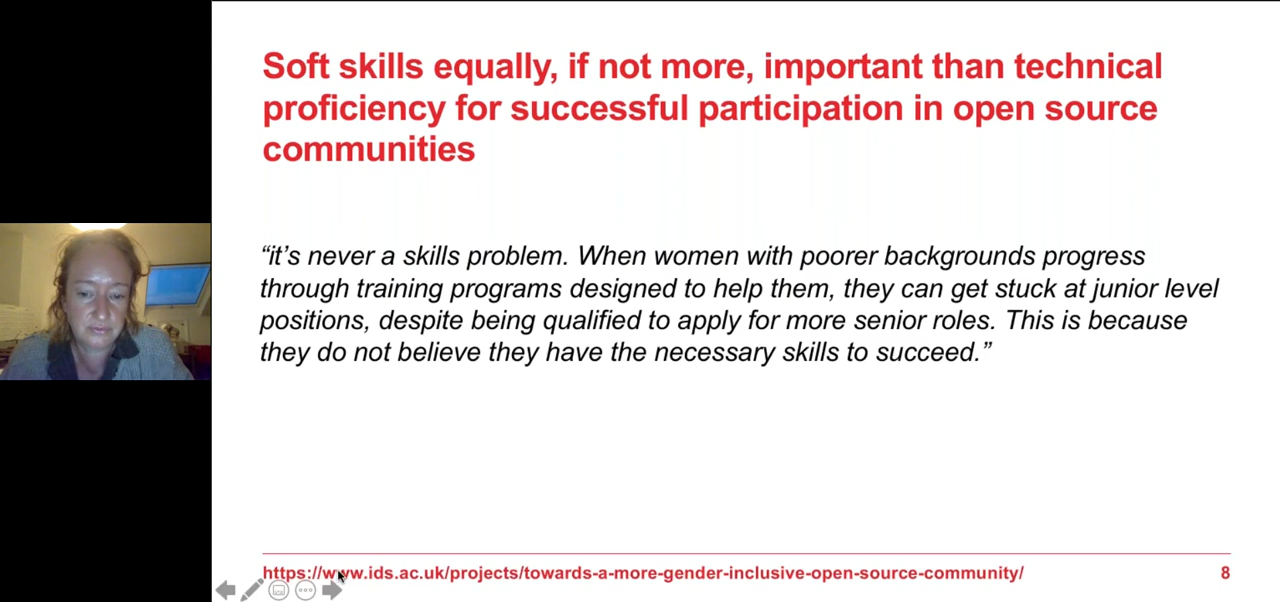 Soft skills equally, if not more, important than technical
proficiency for successful participation in open source
communities
“it’s never a skills problem. When women with poorer backgrounds progress
through training programs designed to help them, they can get stuck at junior level
positions, despite being qualified to apply for more senior roles. This is because
they do not believe they have the necessary skills to succeed.”
https://www.ids.ac.uk/projects/towards-a-more-gender-inclusive-open-source-community/ 8